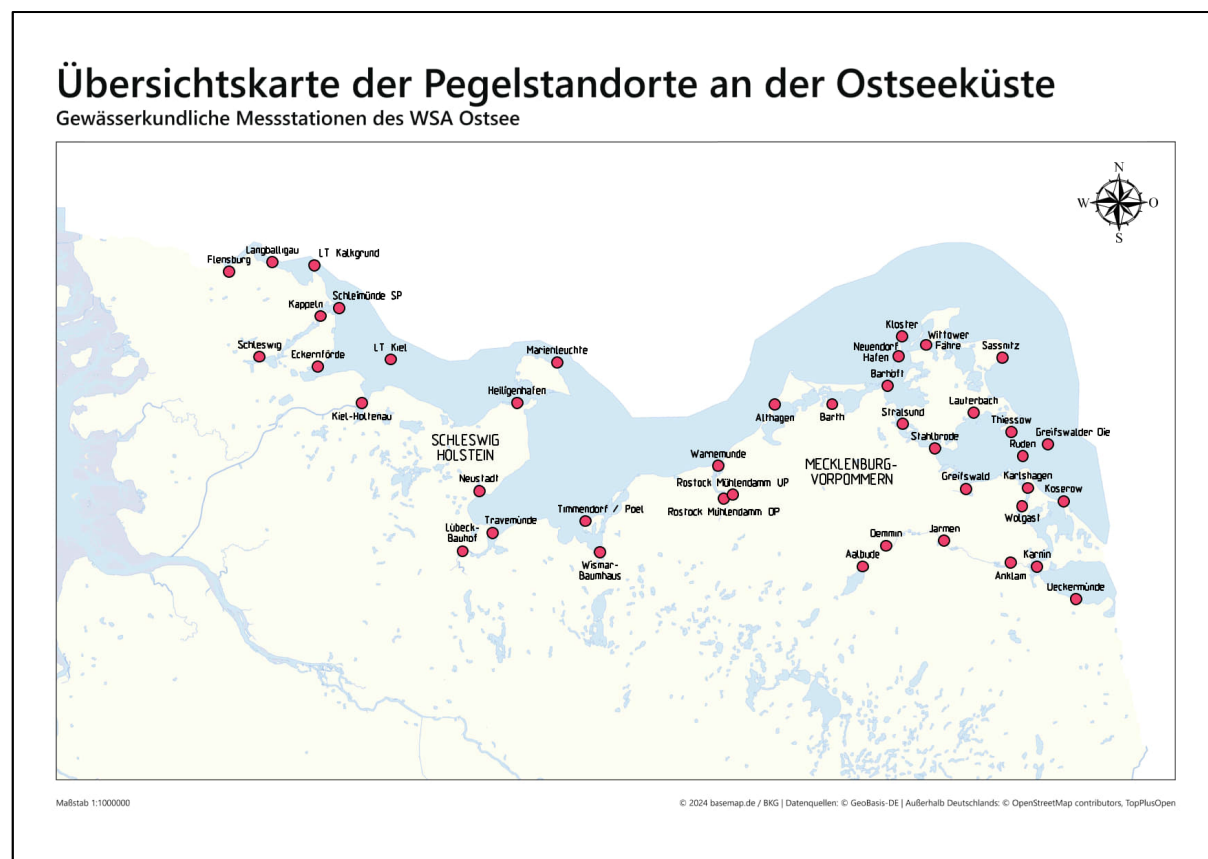 Übersichtskarte der Pegelstandorte an der Ostseeküste
Gewässerkundliche Messstationen des WSA Ostsee
N
W
O
S
Langballigau
LT Kalkgrund
Flensburg
Schleimünde SP
Kappeln
Schleswig
Eckernförde
LT Kiel
Kiel-Holtenau
Marienleuchte
Heiligenhafen
SCHLESWIG
HOLSTEIN
Neustadt
Lübeck-
Bauhof
Travemünde
Timmendorf / Poel
Wismar-
Baumhaus
Warnemünde
Rostock Mühlendamm UP
Rostock Mühlendamm OP
Althagen
Barth
MECKLENBURG-
VORPOMMERN
Kloster
Wittower
Fähre
Neuendorf
Hafen
Sassnitz
Barhöft
Stralsund
Lauterbach
Stahlbrode
Thiessow
Greifswalder Oie
Ruden
Greifswald
Karlshagen
Koserow
Wolgast
Demmin
Jarmen
Aalbude
Anklam
Karnin
Ueckermünde
Maßstab 1:1000000
© 2024 basemap.de / BKG | Datenquellen: © GeoBasis-DE | Außerhalb Deutschlands: © OpenStreetMap contributors, TopPlusOpen